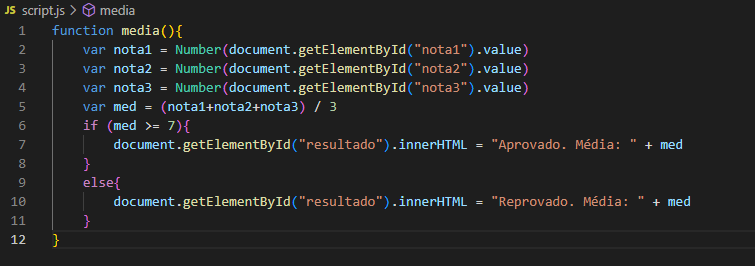 JS script.js > media
1 function media(){
2 var nota1 = Number(document.getElementById("nota1").value)
3 var nota2 = Number(document.getElementById("nota2").value)
4 var nota3 = Number(document.getElementById("nota3").value)
5 var med = (nota1+nota2+nota3) / 3
6 if (med >= 7){
7 document.getElementById("resultado").innerHTML = "Aprovado. Média: " + med
8 }
9 else{
10 document.getElementById("resultado").innerHTML = "Reprovado. Média: " + med
11 }
12 }